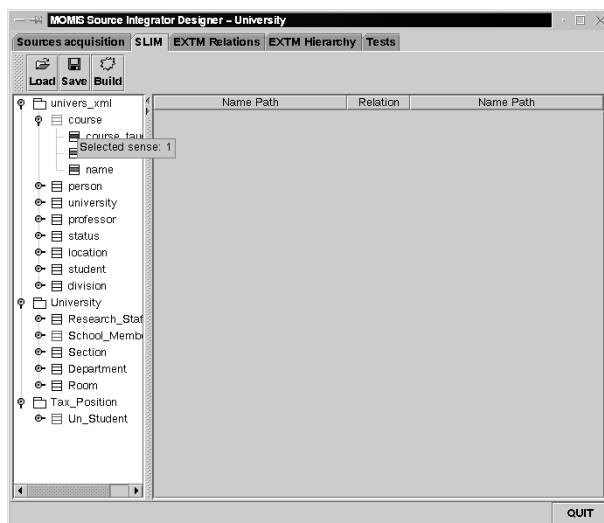 MOMIS Source Integrator Designer – University
Sources acquisition SLIM EXTM Relations EXTM Hierarchy Tests
Load Save Build
univers_xml
Name Path Relation Name Path
course
course_tau
Selected sense: 1
name
person
university
professor
status
location
student
division
University
Research_Staf
School_Memb
Section
Department
Room
Tax_Position
Un_Student
QUIT